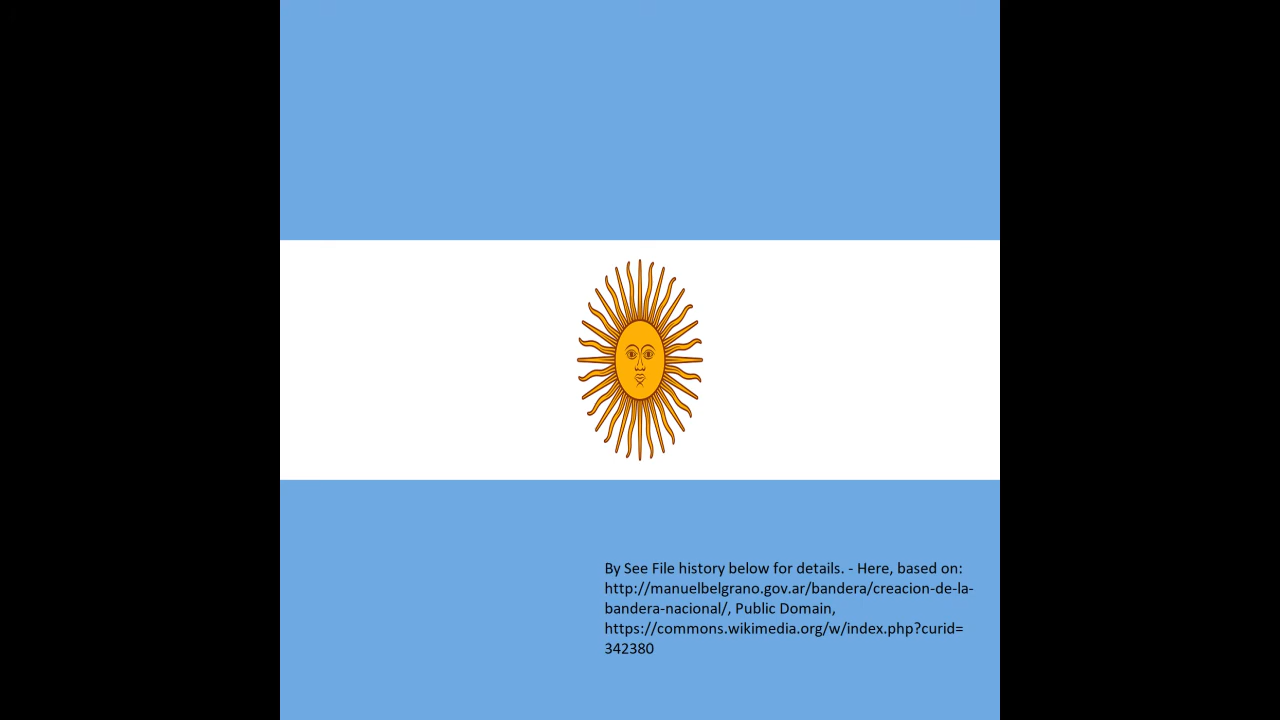 By See File history below for details. - Here, based on:
http://manuelbelgrano.gov.ar/bandera/creacion-de-la-
bandera-nacional/, Public Domain,
https://commons.wikimedia.org/w/index.php?curid=
342380